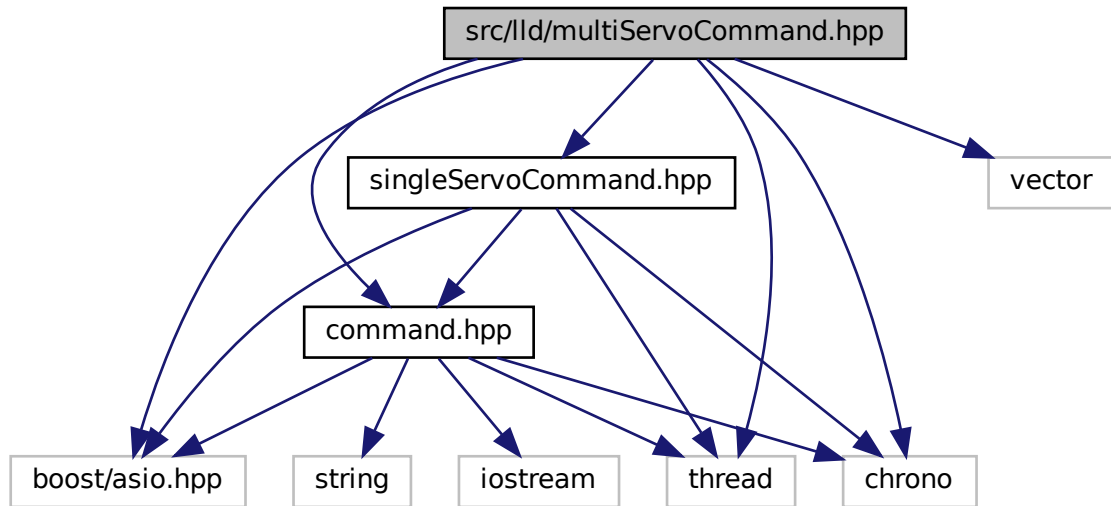 src/lld/multiServoCommand.hpp
singleServoCommand.hpp
vector
command.hpp
boost/asio.hpp
string
iostream
thread
chrono